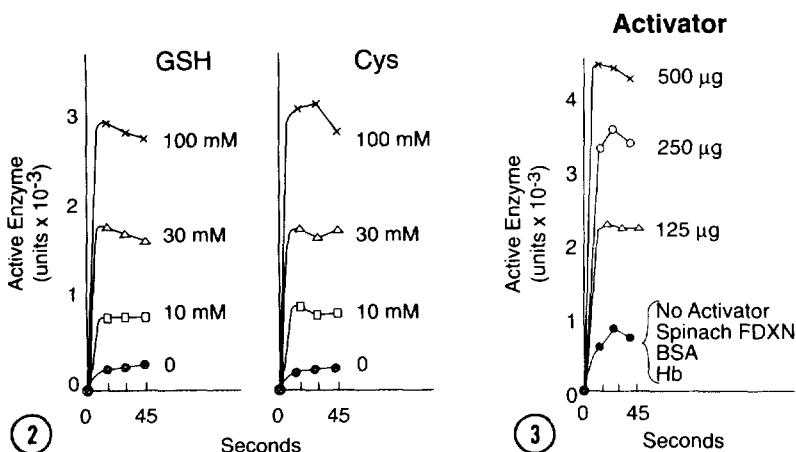 GSH
Cys
Active Enzyme
(units x 10⁻³)
3
2
1
0
100 mM
30 mM
10 mM
0
0
45
100 mM
30 mM
10 mM
0
0
45
Seconds
2
Activator
Active Enzyme
(units x 10⁻³)
4
3
2
1
0
500 µg
250 µg
125 µg
No Activator
Spinach FDXN
BSA
Hb
0
45
Seconds
3